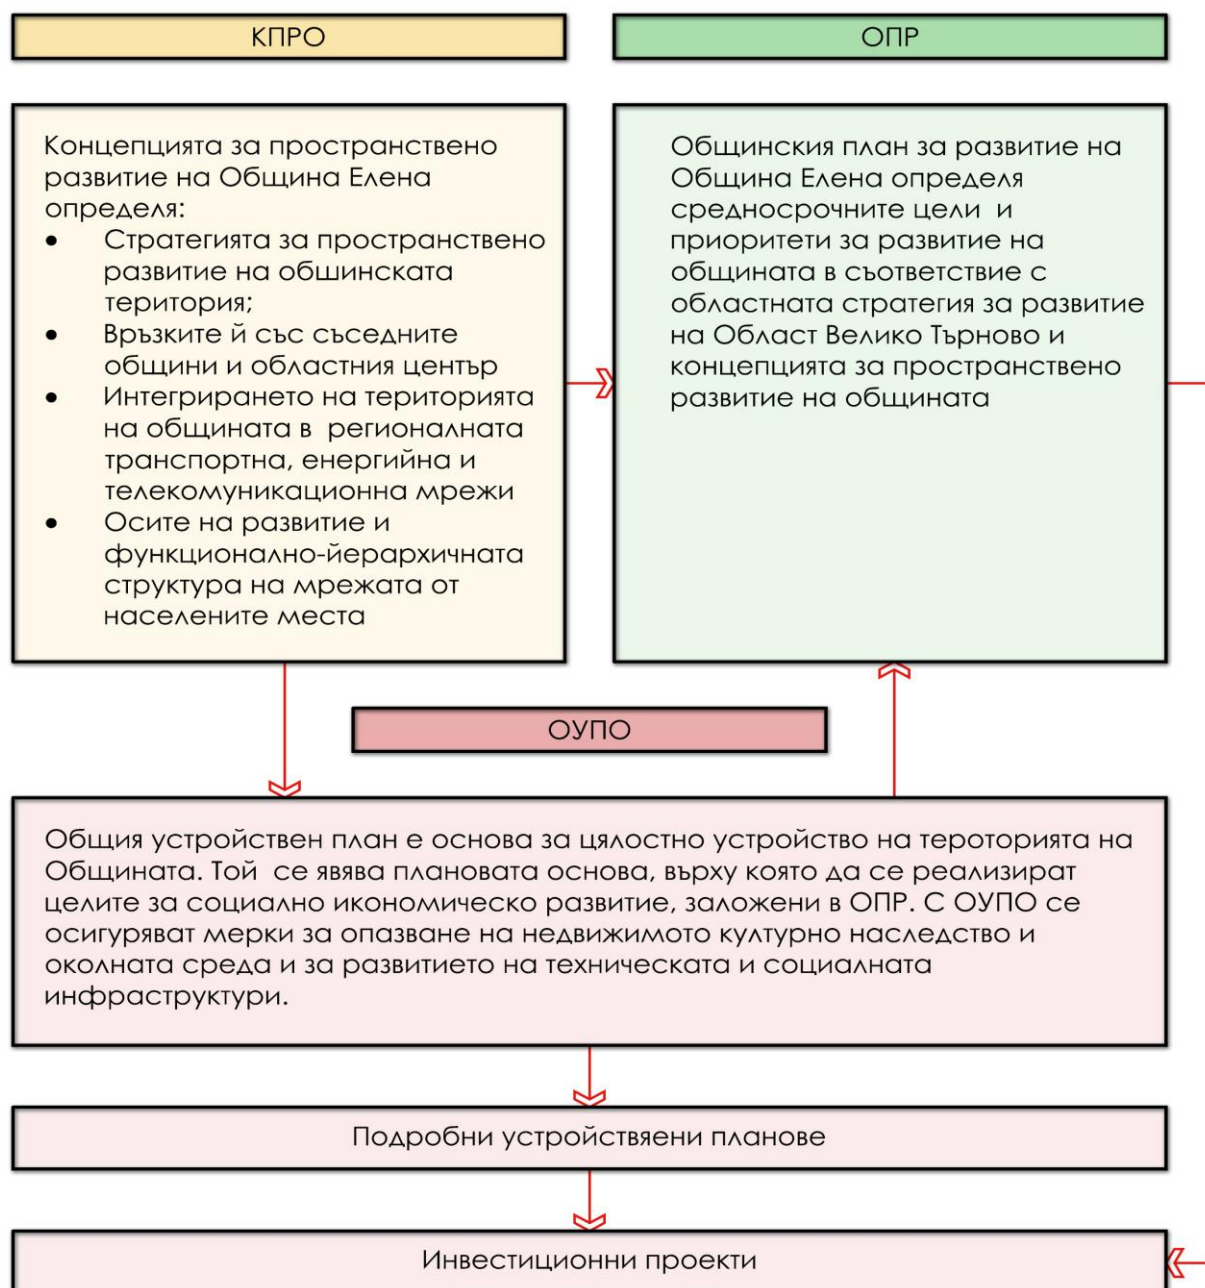 КПРО
Концепцията за пространствено
развитие на Община Елена
определя:
• Стратегията за пространствено
развитие на обшинската
територия;
• Връзките й със съседните
общини и областния център
• Интегрирането на територията
на общината в регионалната
транспортна, енергийна и
телекомуникационна мрежи
• Осите на развитие и
функционално-йерархичната
структура на мрежата от
населените места
ОПР
Общинския план за развитие на
Община Елена определя
средносрочните цели и
приоритети за развитие на
общината в съответствие с
областната стратегия за развитие
на Област Велико Търново и
концепцията за пространствено
развитие на общината
ОУПО
Общия устройствен план е основа за цялостно устройство на тероторията на
Общината. Той се явява плановата основа, върху която да се реализират
целите за социално икономическо развитие, заложени в ОПР. С ОУПО се
осигуряват мерки за опазване на недвижимото културно наследство и
околната среда и за развитието на техническата и социалната
инфраструктури.
Подробни устройствяени планове
Инвестиционни проекти